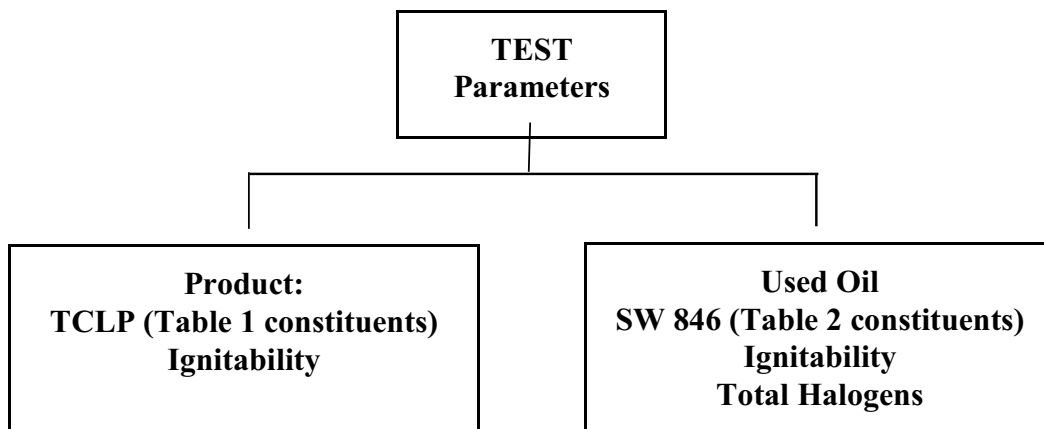 TEST
Parameters
Product:
TCLP (Table 1 constituents)
Ignitability
Used Oil
SW 846 (Table 2 constituents)
Ignitability
Total Halogens